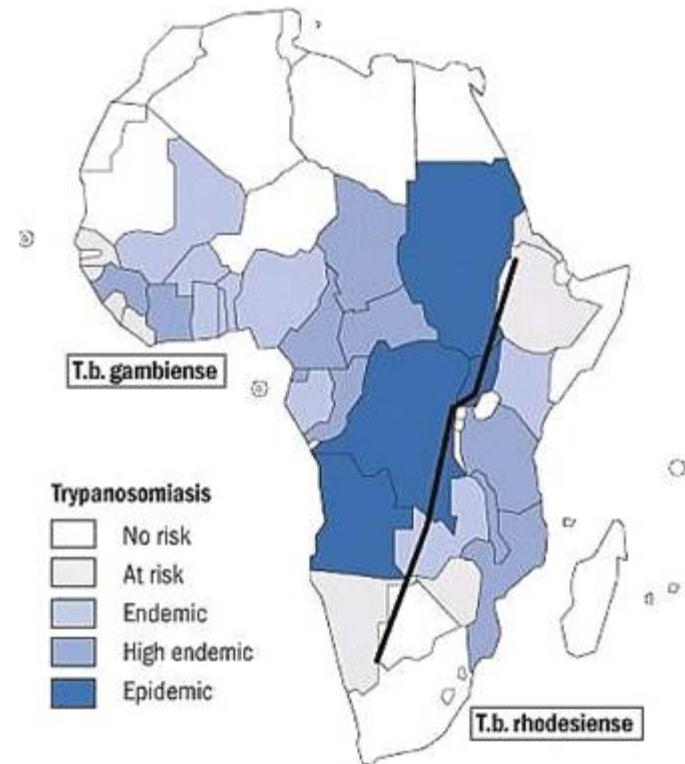 T.b. gambiense
Trypanosomiasis
No risk
At risk
Endemic
High endemic
Epidemic
T.b. rhodesiense